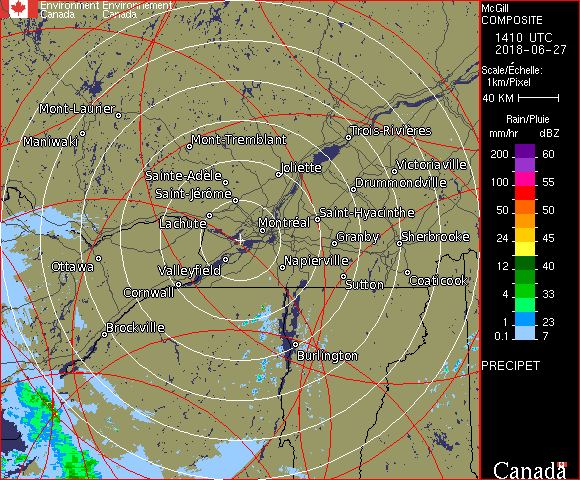 Environment Environnement
Canada Canada
McGill
COMPOSITE
1410 UTC
2018-06-27
Scale/Échelle:
1km/Pixel
40 KM
Rain/Pluie
mm/hr dBZ
200 60
100 55
50 50
24 45
12 40
4 33
1 23
0.1 7
PRECIPET
Canada
Mont-Laurier
Maniwaki
Mont-Tremblant
Trois-Rivières
Sainte-Adèle
Joliette
Victoriaville
Saint-Jérôme
Drummondville
Lachute
Montréal
Saint-Hyacinthe
Granby
Sherbrooke
Ottawa
Valleyfield
Napierville
Cornwall
Sutton
Coaticook
Brockville
Burlington